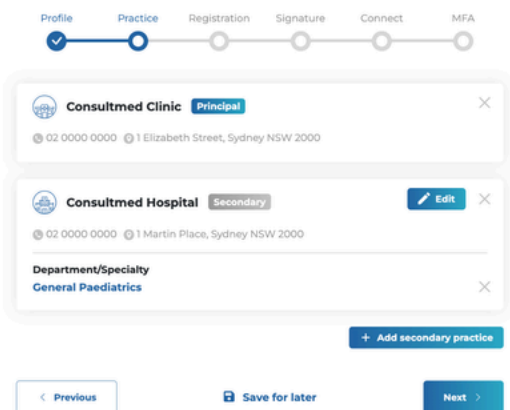 Profile Practice Registration Signature Connect MFA
Consultmed Clinic Principal
02 0000 0000 1 Elizabeth Street, Sydney NSW 2000
Consultmed Hospital Secondary Edit
02 0000 0000 1 Martin Place, Sydney NSW 2000
Department/Specialty
General Paediatrics
+ Add secondary practice
< Previous Save for later Next >